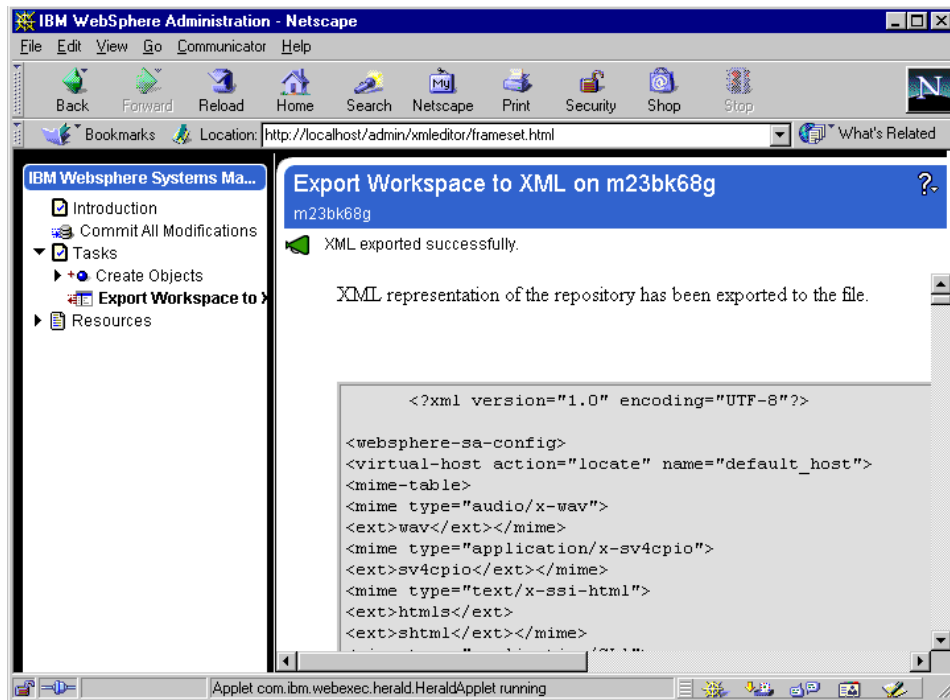 IBM WebSphere Administration - Netscape
File Edit View Go Communicator Help
Back Forward Reload Home Search Netscape Print Security Shop Stop
My
N
Bookmarks Location: http://localhost/admin/xmleditor/frameset.html What's Related
IBM Websphere Systems Ma...
Introduction
Commit All Modifications
Tasks
Create Objects
Export Workspace to X
Resources
Export Workspace to XML on m23bk68g
m23bk68g
XML exported successfully.
XML representation of the repository has been exported to the file.
<?xml version="1.0" encoding="UTF-8"?>
<websphere-sa-config>
<virtual-host action="locate" name="default_host">
<mime-table>
<mime type="audio/x-wav">
<ext>wav</ext></mime>
<mime type="application/x-sv4cpio">
<ext>sv4cpio</ext></mime>
<mime type="text/x-ssi-html">
<ext>htmls</ext>
<ext>shtml</ext></mime>
Applet com.ibm.webexec.herald.HeraldApplet running